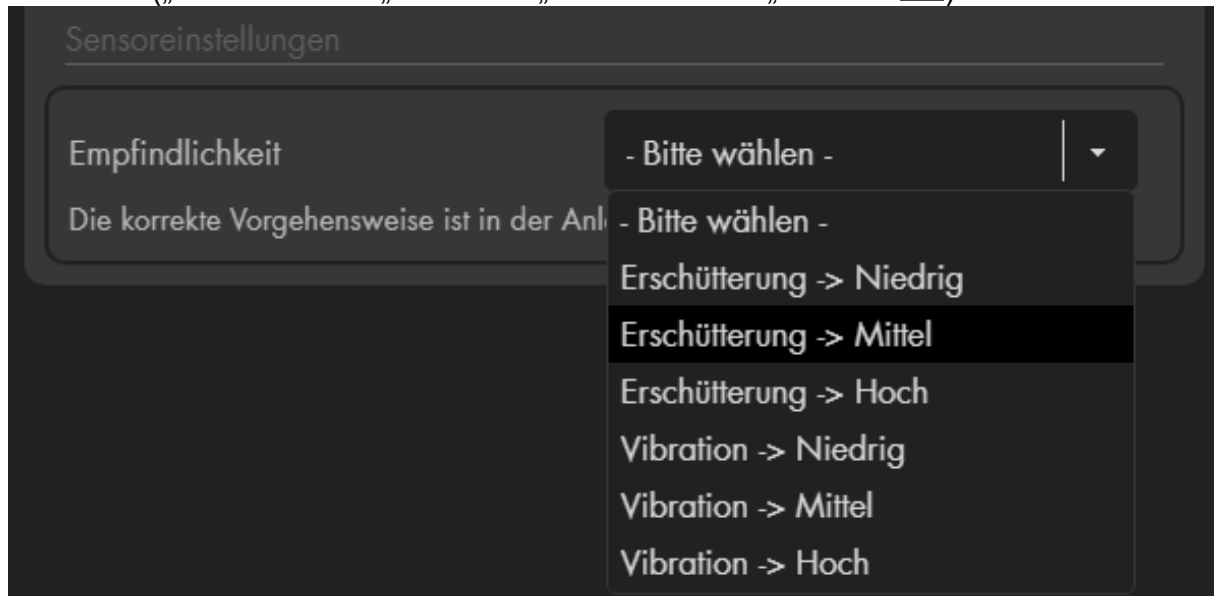 Sensoreinstellungen
Empfindlichkeit
- Bitte wählen -
Die korrekte Vorgehensweise ist in der
- Bitte wählen -
Erschütterung -> Niedrig
Erschütterung -> Mittel
Erschütterung -> Hoch
Vibration -> Niedrig
Vibration -> Mittel
Vibration -> Hoch